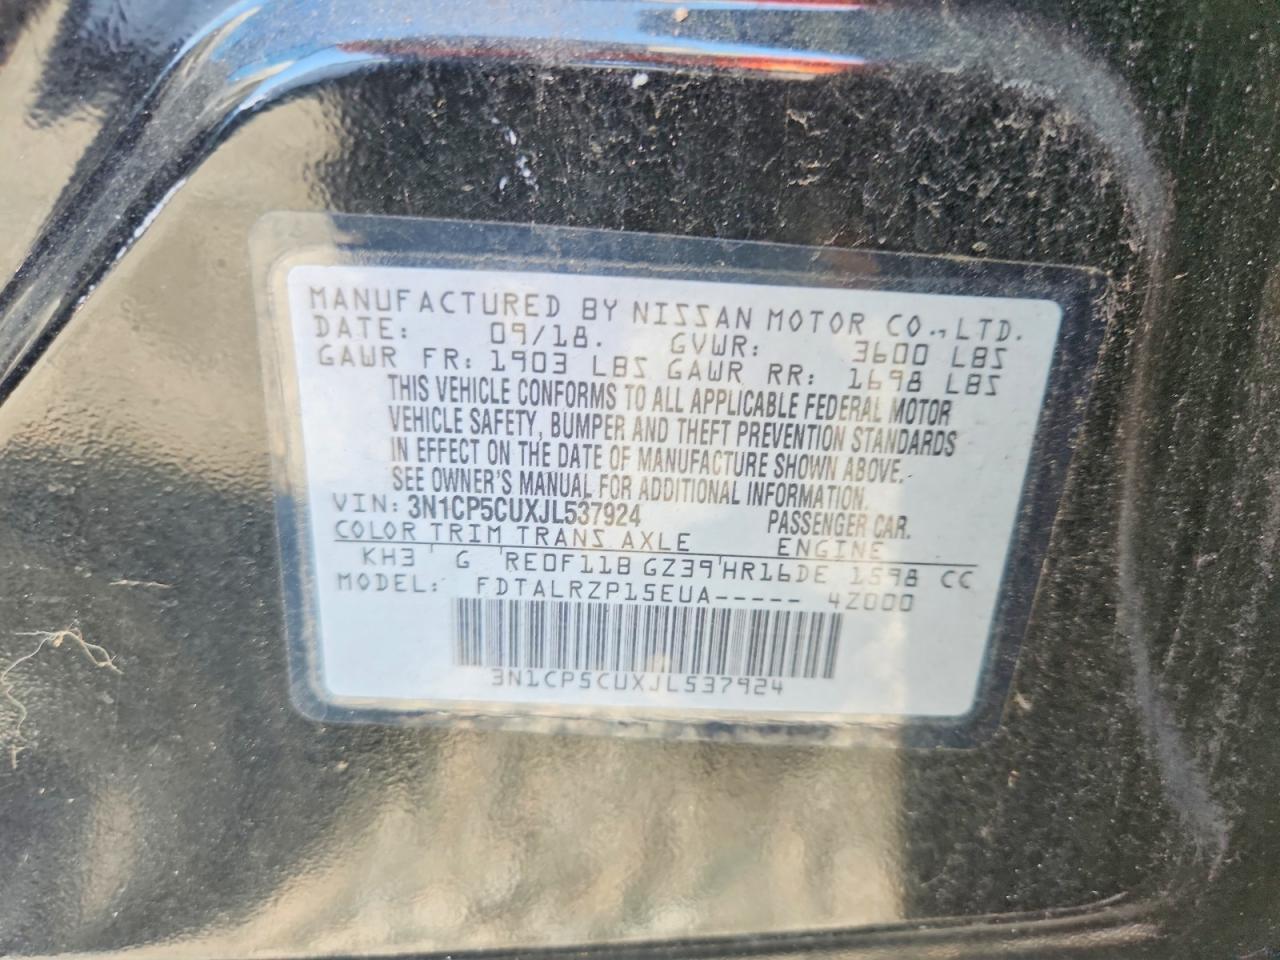 MANUFACTURED BY NISSAN MOTOR CO.,LTD.
DATE: 09/18. GVWR: 3600 LBS
GAWR FR: 1903 LBS GAWR RR: 1698 LBS
THIS VEHICLE CONFORMS TO ALL APPLICABLE FEDERAL MOTOR
VEHICLE SAFETY, BUMPER AND THEFT PREVENTION STANDARDS
IN EFFECT ON THE DATE OF MANUFACTURE SHOWN ABOVE.
SEE OWNER'S MANUAL FOR ADDITIONAL INFORMATION.
VIN: 3N1CP5CUXJL537924 PASSENGER CAR.
COLOR TRIM TRANS AXLE ENGINE
KH3 G RE0F11B GZ39 HR16DE 1598 CC
MODEL: FDTALRZP15EUA----- 4Z000
3N1CP5CUXJL537924